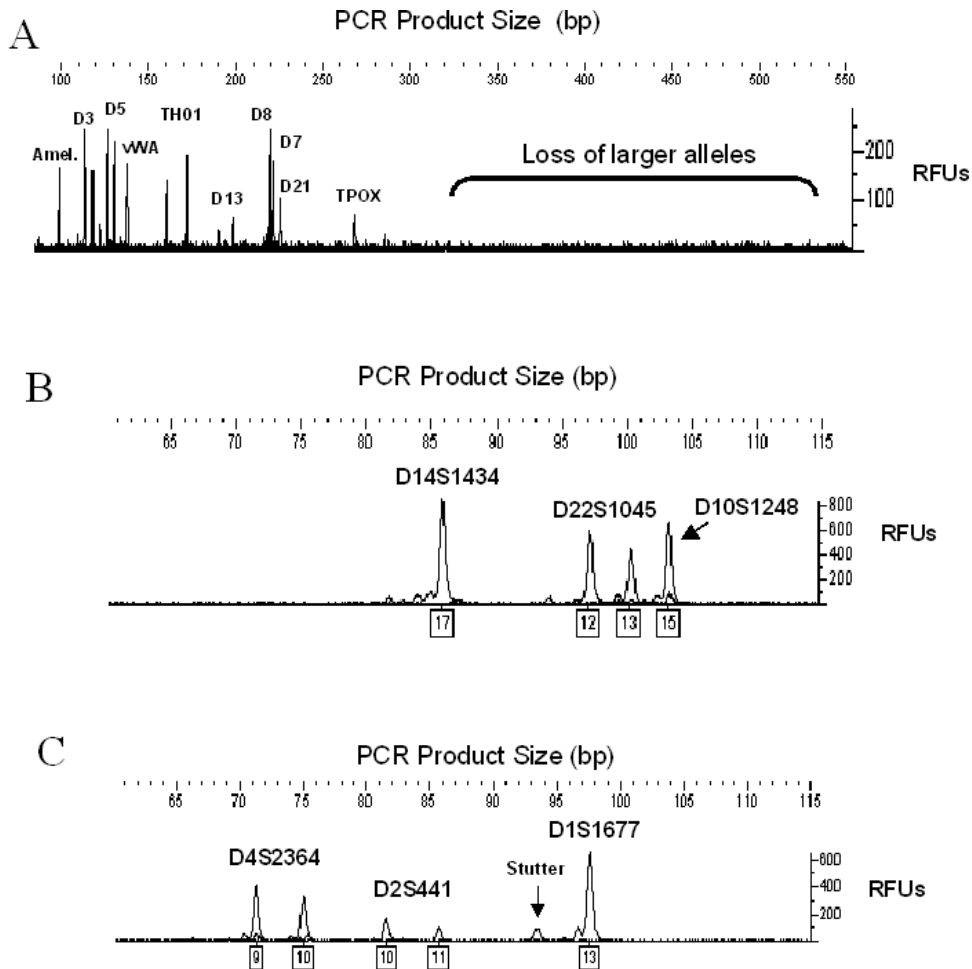 A
PCR Product Size (bp)
100 150 200 250 300 350 400 450 500 550
D3 D5 vWA TH01 D8 D7
Amel. D13 D21 TPOX
Loss of larger alleles
200
100
RFUs
B
PCR Product Size (bp)
65 70 75 80 85 90 95 100 105 110 115
D14S1434
D22S1045 D10S1248
800
600
400
200
RFUs
17 12 13 15
C
PCR Product Size (bp)
65 70 75 80 85 90 95 100 105 110 115
D1S1677
D4S2364 D2S441 Stutter
600
400
200
RFUs
9 10 10 11 13